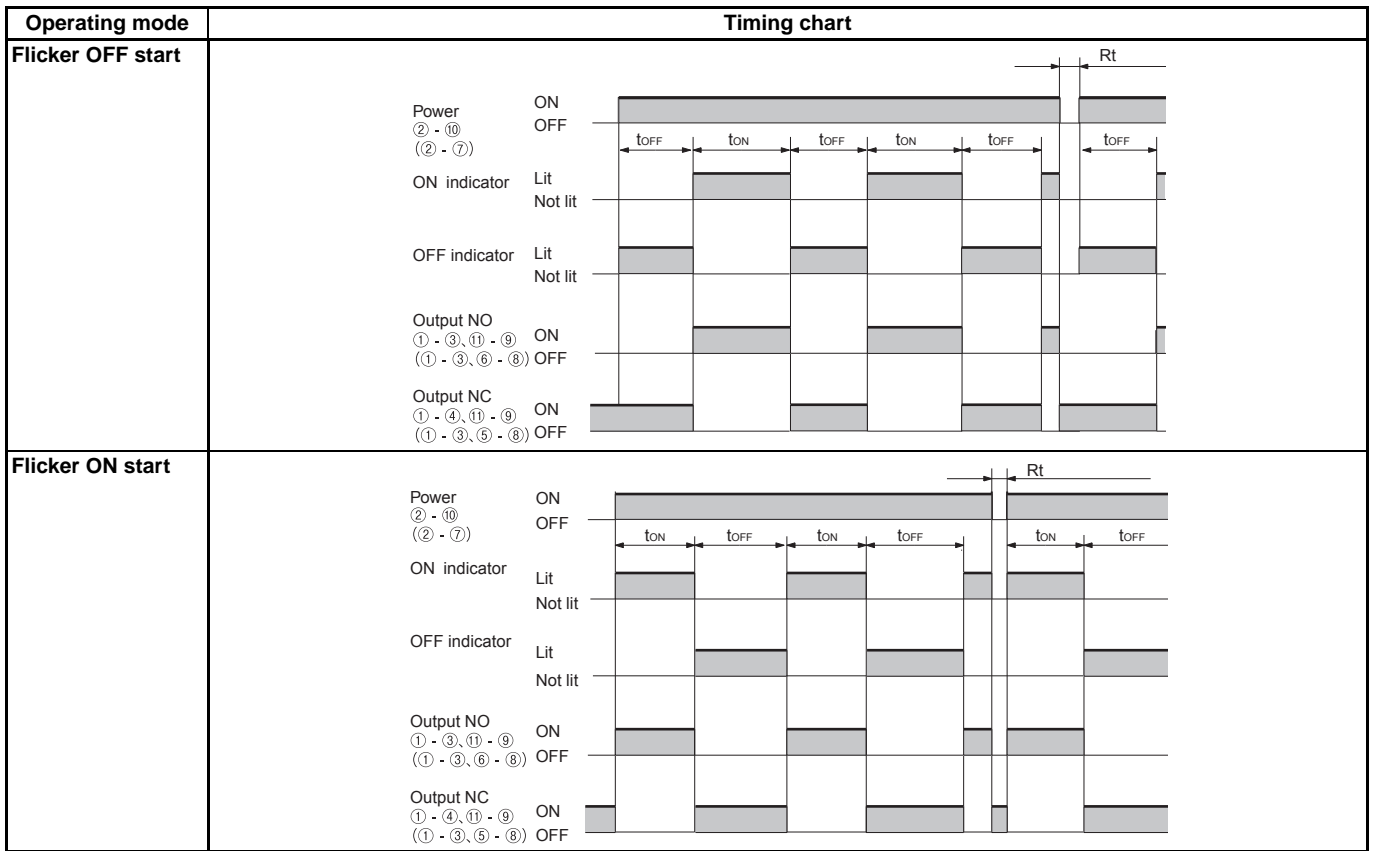 Operating mode
Timing chart
Flicker OFF start
Rt
Power
② - ⑩
(② - ⑦)
ON
OFF
tOFF tON tOFF tON tOFF tOFF
ON indicator
Lit
Not lit
OFF indicator
Lit
Not lit
Output NO
① - ③、⑪ - ⑨
(① - ③、⑥ - ⑧)
ON
OFF
Output NC
① - ④、⑪ - ⑨
(① - ③、⑤ - ⑧)
ON
OFF
Flicker ON start
Rt
Power
② - ⑩
(② - ⑦)
ON
OFF
tON tOFF tON tOFF tON tOFF
ON indicator
Lit
Not lit
OFF indicator
Lit
Not lit
Output NO
① - ③、⑪ - ⑨
(① - ③、⑥ - ⑧)
ON
OFF
Output NC
① - ④、⑪ - ⑨
(① - ③、⑤ - ⑧)
ON
OFF